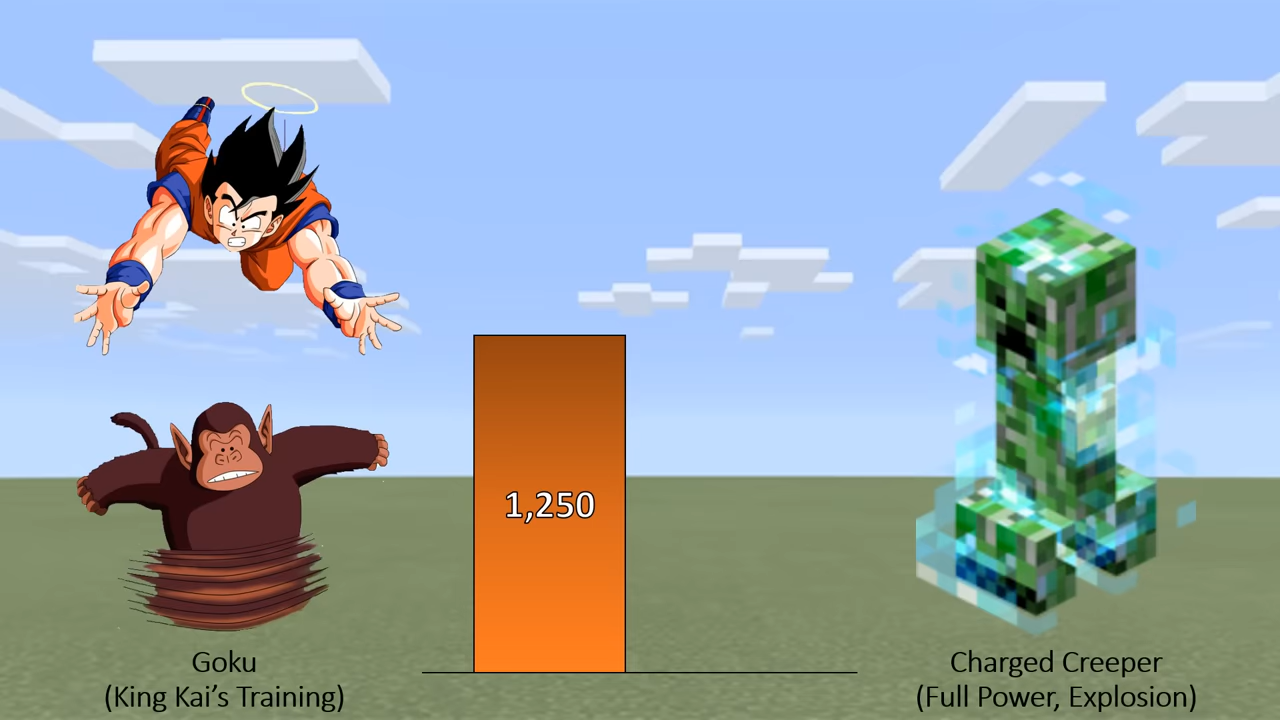 1,250
Goku
(King Kai's Training)
Charged Creeper
(Full Power, Explosion)